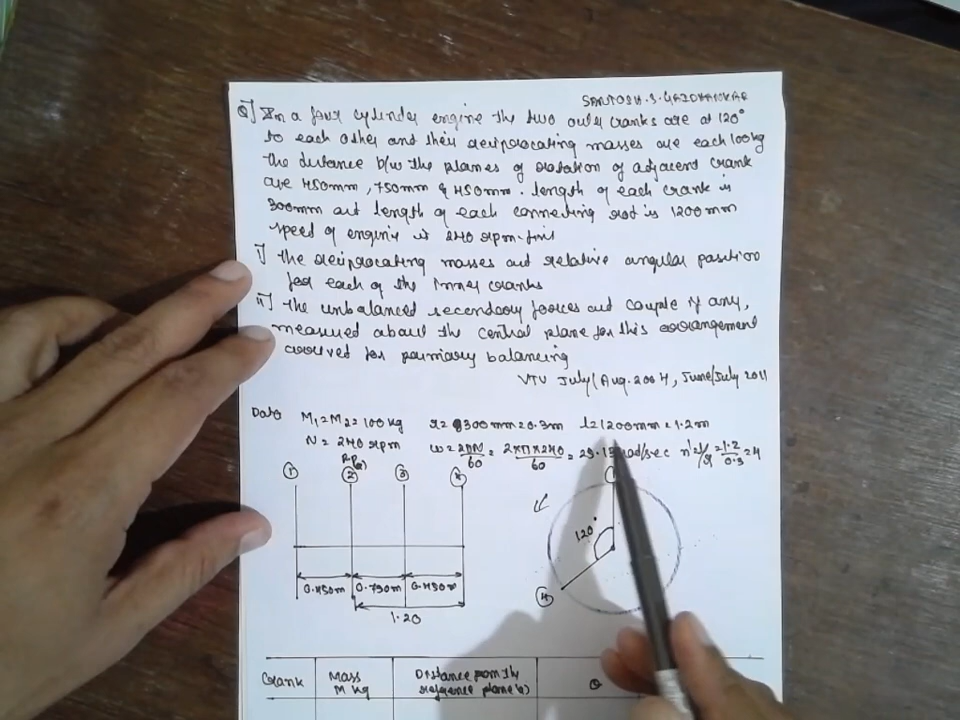 SANTOSH.S.GAZDHANKAR
Q] In a four cylinder engine the two outer cranks are at 120°
to each other and their reciprocating masses are each 100kg
the distance b/w the planes of rotation of adjacent crank
are 450mm, 750mm & 450mm. length of each crank is
300mm and length of each connecting rod is 1200mm
speed of engine is 240 rpm. find
i] the reciprocating masses and relative angular position
for each of the Inner cranks
ii] the unbalanced secondary forces and couple if any,
measured about the central plane for this arrangement
arrived for primary balancing
VTU July/Aug. 2004, June/July 2011
Data M1=M4=100 kg r= 300mm=0.3m l=1200mm=1.2m
N = 240 rpm ω=2πN/60 = 2×π×240/60 = rad/sec n'=l/r=1.2/0.3=4
R.P
① ② ③ ④
120°
0.450m 0.750m 0.450m
④
1.20
Crank Mass Distance from the θ
M kg reference plane